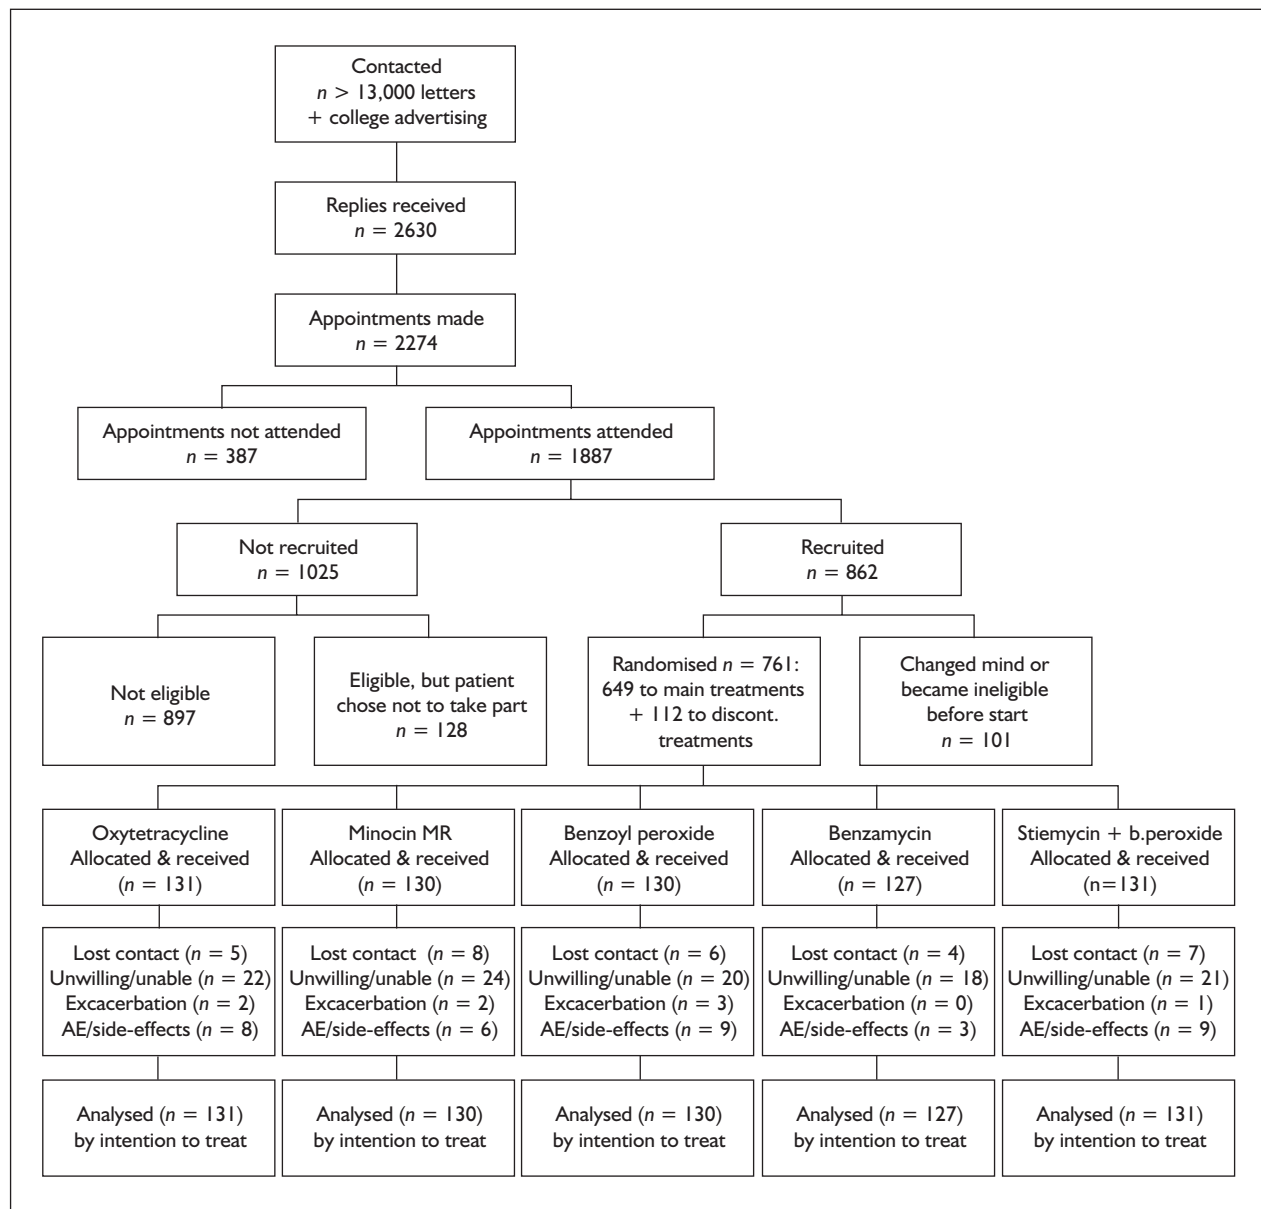 Contacted
n > 13,000 letters
+ college advertising
Replies received
n = 2630
Appointments made
n = 2274
Appointments not attended
n = 387
Appointments attended
n = 1887
Not recruited
n = 1025
Recruited
n = 862
Not eligible
n = 897
Eligible, but patient
chose not to take part
n = 128
Randomised n = 761:
649 to main treatments
+ 112 to discont.
treatments
Changed mind or
became ineligible
before start
n = 101
Oxytetracycline
Allocated & received
(n = 131)
Minocin MR
Allocated & received
(n = 130)
Benzoyl peroxide
Allocated & received
(n = 130)
Benzamycin
Allocated & received
(n = 127)
Stiemycin + b.peroxide
Allocated & received
(n=131)
Lost contact (n = 5)
Unwilling/unable (n = 22)
Excacerbation (n = 2)
AE/side-effects (n = 8)
Lost contact (n = 8)
Unwilling/unable (n = 24)
Excacerbation (n = 2)
AE/side-effects (n = 6)
Lost contact (n = 6)
Unwilling/unable (n = 20)
Excacerbation (n = 3)
AE/side-effects (n = 9)
Lost contact (n = 4)
Unwilling/unable (n = 18)
Excacerbation (n = 0)
AE/side-effects (n = 3)
Lost contact (n = 7)
Unwilling/unable (n = 21)
Excacerbation (n = 1)
AE/side-effects (n = 9)
Analysed (n = 131)
by intention to treat
Analysed (n = 130)
by intention to treat
Analysed (n = 130)
by intention to treat
Analysed (n = 127)
by intention to treat
Analysed (n = 131)
by intention to treat